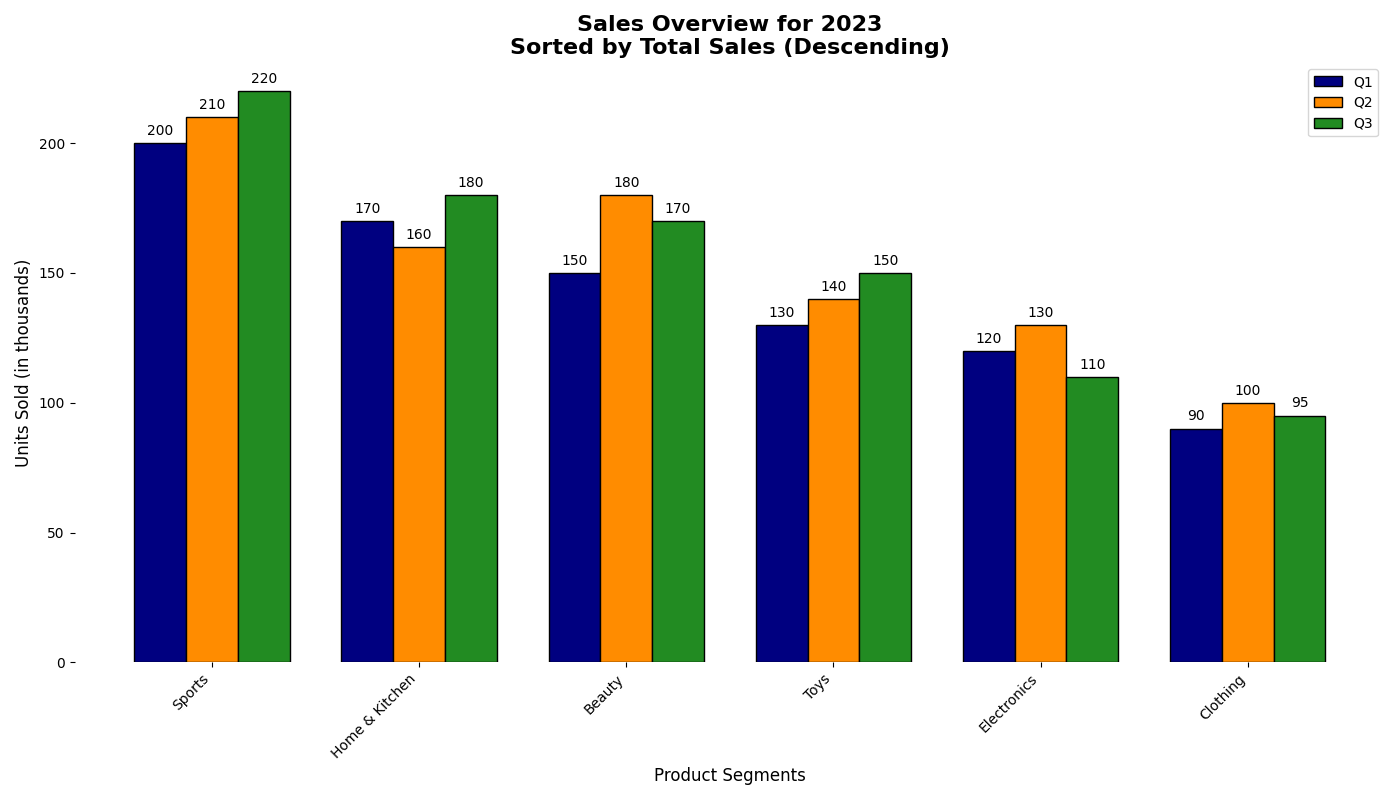 Sales Overview for 2023
Sorted by Total Sales (Descending)
Q1
Q2
Q3
Units Sold (in thousands)
200
150
100
50
0
200
210
220
170
160
180
150
180
170
130
140
150
120
130
110
90
100
95
Sports
Home & Kitchen
Beauty
Toys
Electronics
Clothing
Product Segments